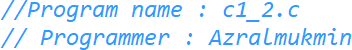 //Program name : c1_2.c
// Programmer : Azralmukmin